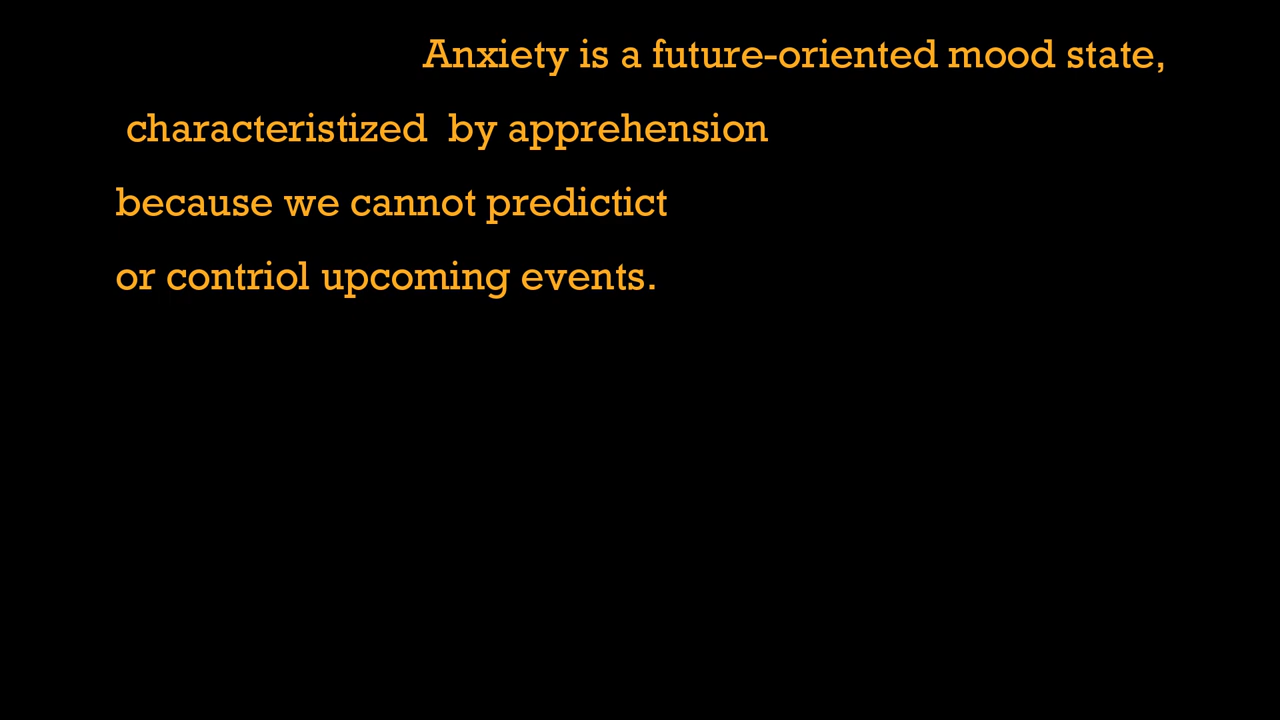 Anxiety is a future-oriented mood state,
characteristized by apprehension
because we cannot predictict
or contriol upcoming events.